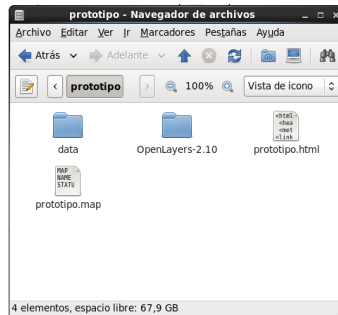 prototipo - Navegador de archivos
Archivo Editar Ver Ir Marcadores Pestañas Ayuda
Atrás Adelante
prototipo 100% Vista de icono
<html>
<hea
<met
<link
data OpenLayers-2.10 prototipo.html
MAP
NAME
STATU
prototipo.map
4 elementos, espacio libre: 67,9 GB